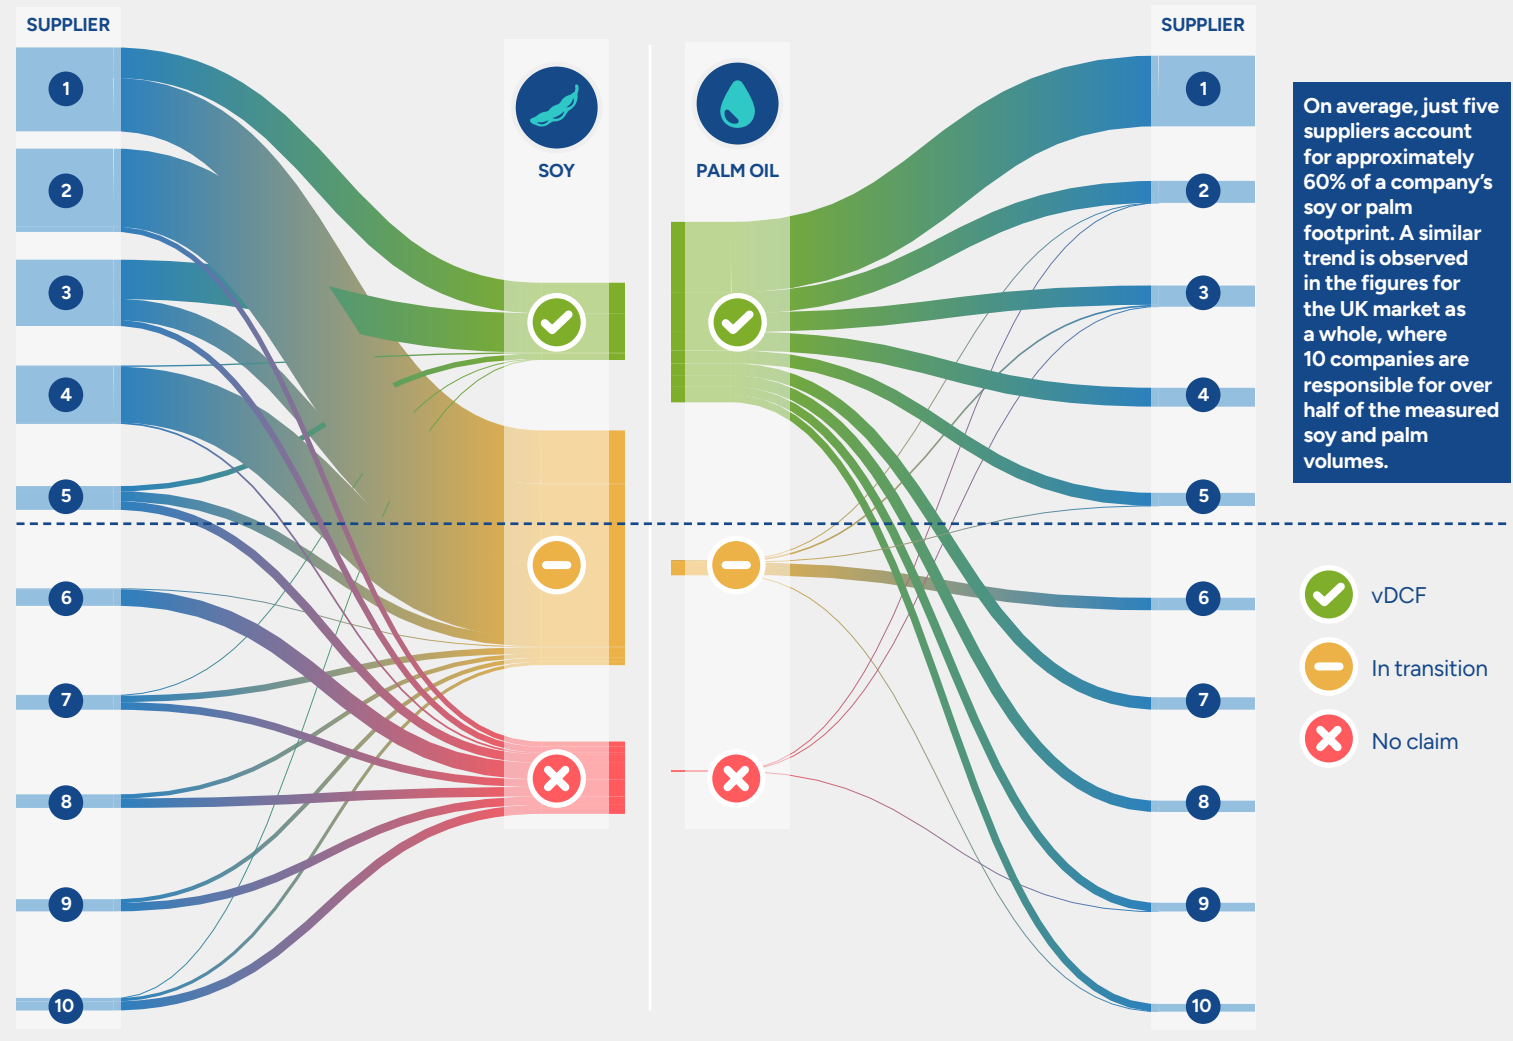 SUPPLIER
1
2
3
4
5
6
7
8
9
10
SOY
PALM OIL
SUPPLIER
1
2
3
4
5
6
7
8
9
10
On average, just five
suppliers account
for approximately
60% of a company’s
soy or palm
footprint. A similar
trend is observed
in the figures for
the UK market as
a whole, where
10 companies are
responsible for over
half of the measured
soy and palm
volumes.
vDCF
In transition
No claim